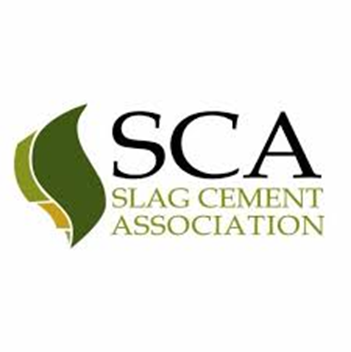 SCA
SLAG CEMENT
ASSOCIATION